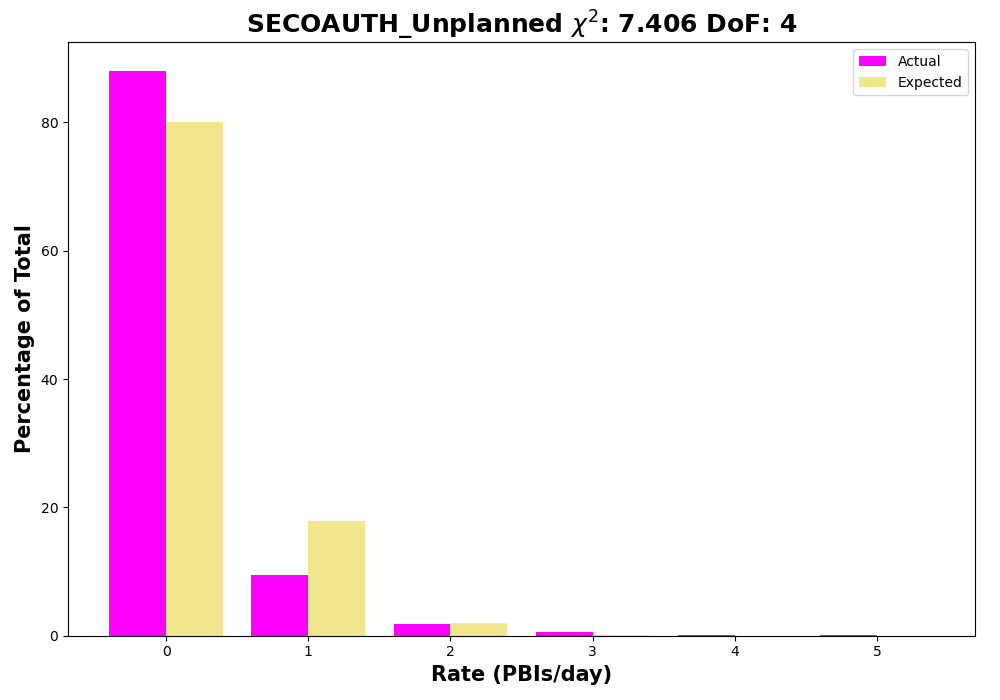 SECOAUTH_Unplanned χ²: 7.406 DoF: 4
Actual
Expected
Percentage of Total
80
60
40
20
0
0 1 2 3 4 5
Rate (PBIs/day)